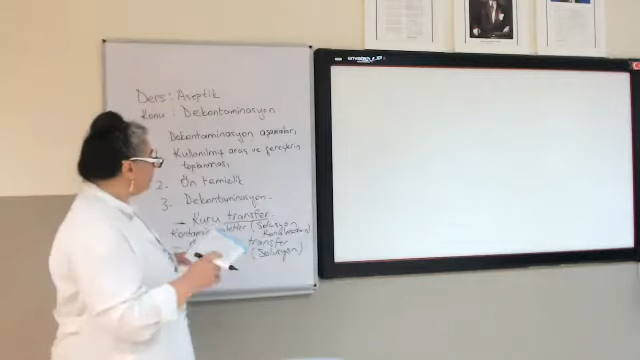 Ders: Aseptik
Konu: Dekontaminasyon
Dekontaminasyon aşamaları
Kullanılmış araç ve gereçlerin
toplanması
2. Ön temizlik
3. Dekontaminasyon
- Kuru transfer
(Solüsyon
transfer
(Solüsyon)